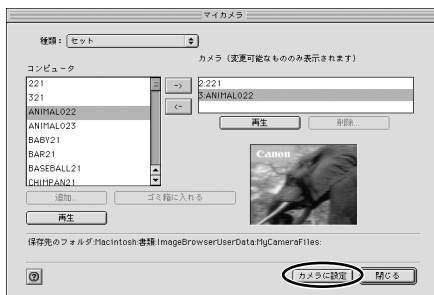 マイカメラ
種類： セット
コンピュータ
カメラ（変更可能なもののみ表示されます）
221
321
ANIMAL022
ANIMAL023
BABY21
BAR21
BASEBALL21
CHIMPAN21
->
<-
2:221
3:ANIMAL022
再生
削除...
Canon
追加...
ゴミ箱に入れる
再生
保存先のフォルダ:Macintosh:書類:ImageBrowserUserData:MyCameraFiles:
?
カメラに設定
閉じる